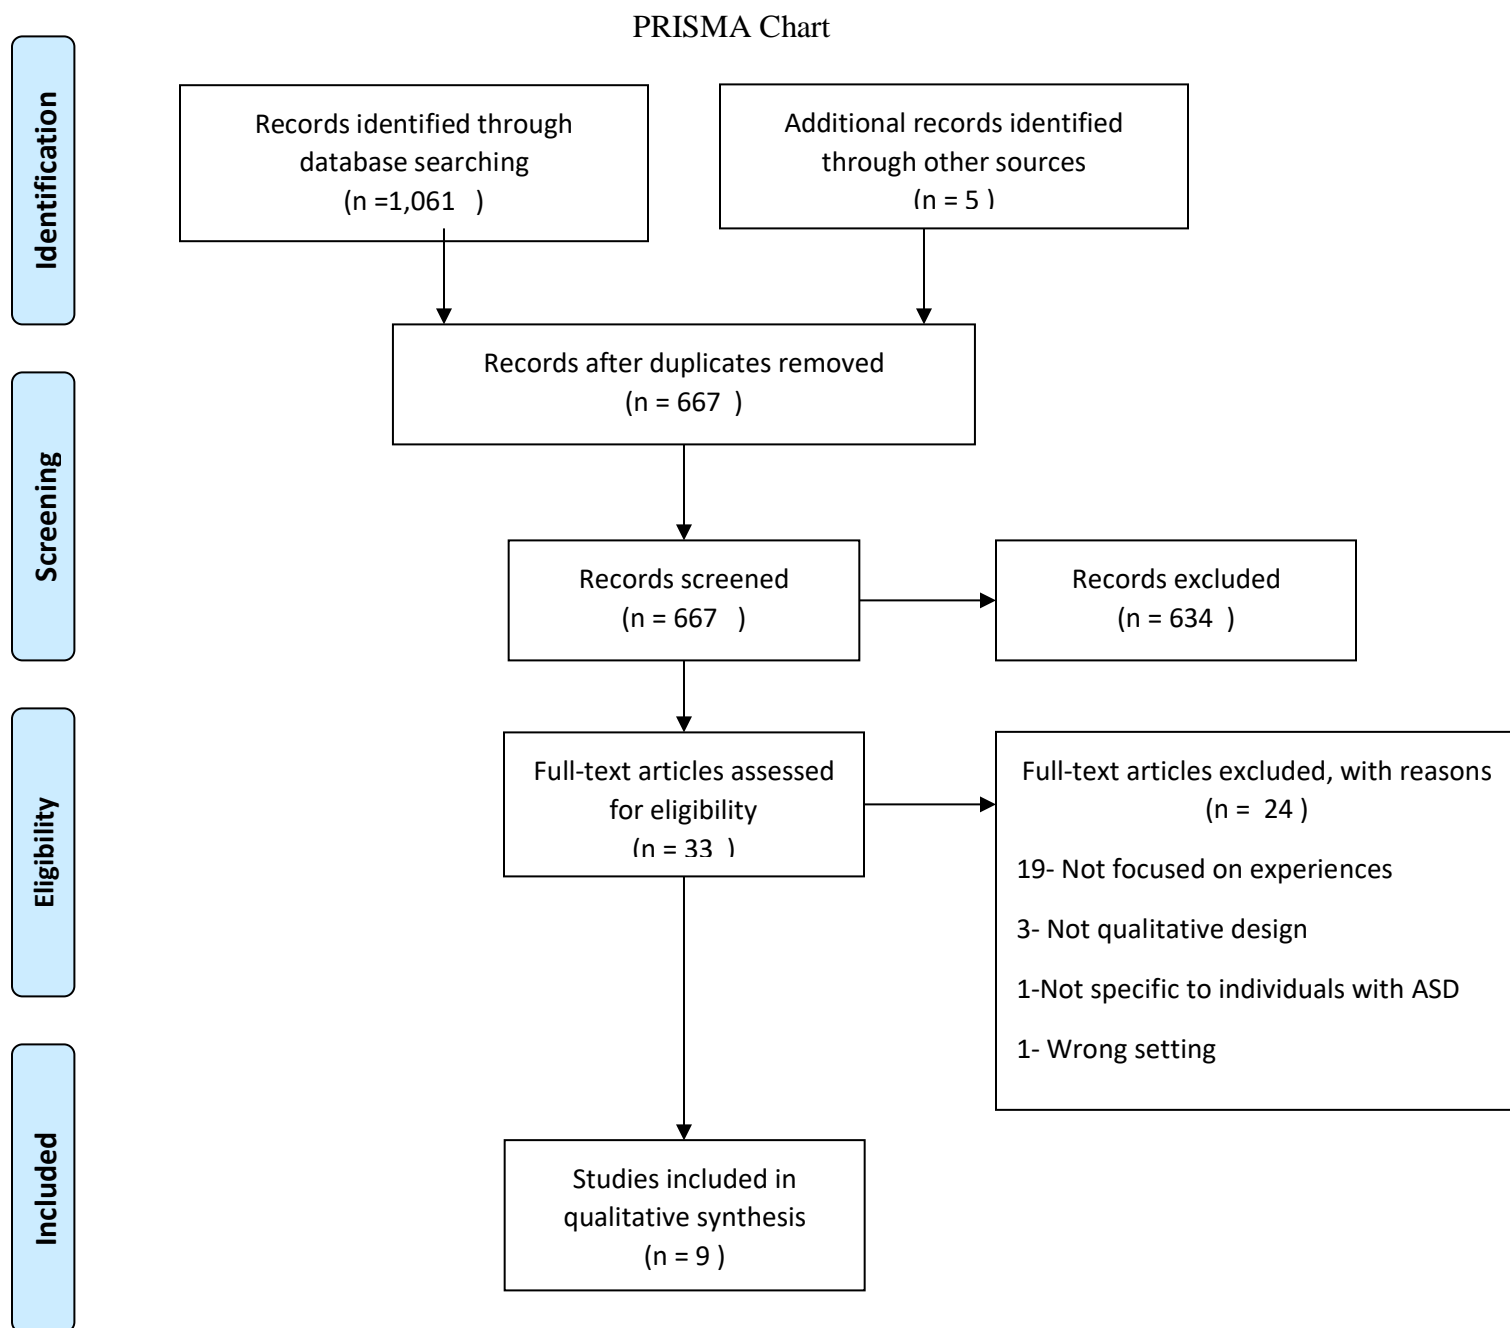 PRISMA Chart
Identification
Records identified through
database searching
(n =1,061   )
Additional records identified
through other sources
(n = 5 )
Records after duplicates removed
(n = 667  )
Screening
Records screened
(n = 667   )
Records excluded
(n = 634  )
Eligibility
Full-text articles assessed
for eligibility
(n = 33  )
Full-text articles excluded, with reasons
(n =  24 )
19- Not focused on experiences
3- Not qualitative design
1-Not specific to individuals with ASD
1- Wrong setting
Included
Studies included in
qualitative synthesis
(n = 9 )